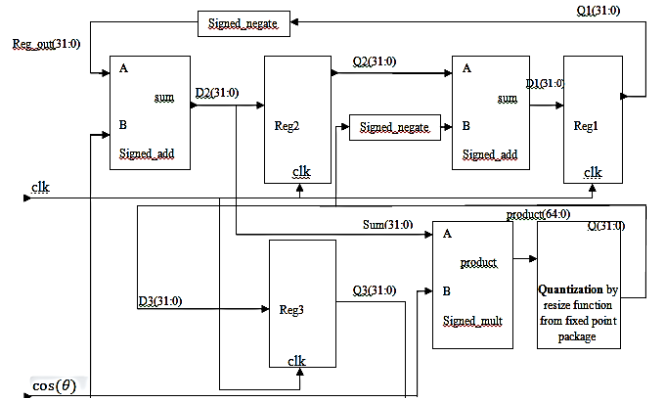 Q1(31:0)
Signed_negate
Reg_out(31:0)
A
sum
B
Signed_add
D2(31:0)
Reg2
clk
Q2(31:0)
Signed_negate
A
sum
B
Signed_add
D1(31:0)
Reg1
clk
clk
Sum(31:0)
product(64:0)
Q(31:0)
A
product
B
Signed_mult
Quantization by
resize function
from fixed point
package
D3(31:0)
Reg3
clk
Q3(31:0)
cos(θ)